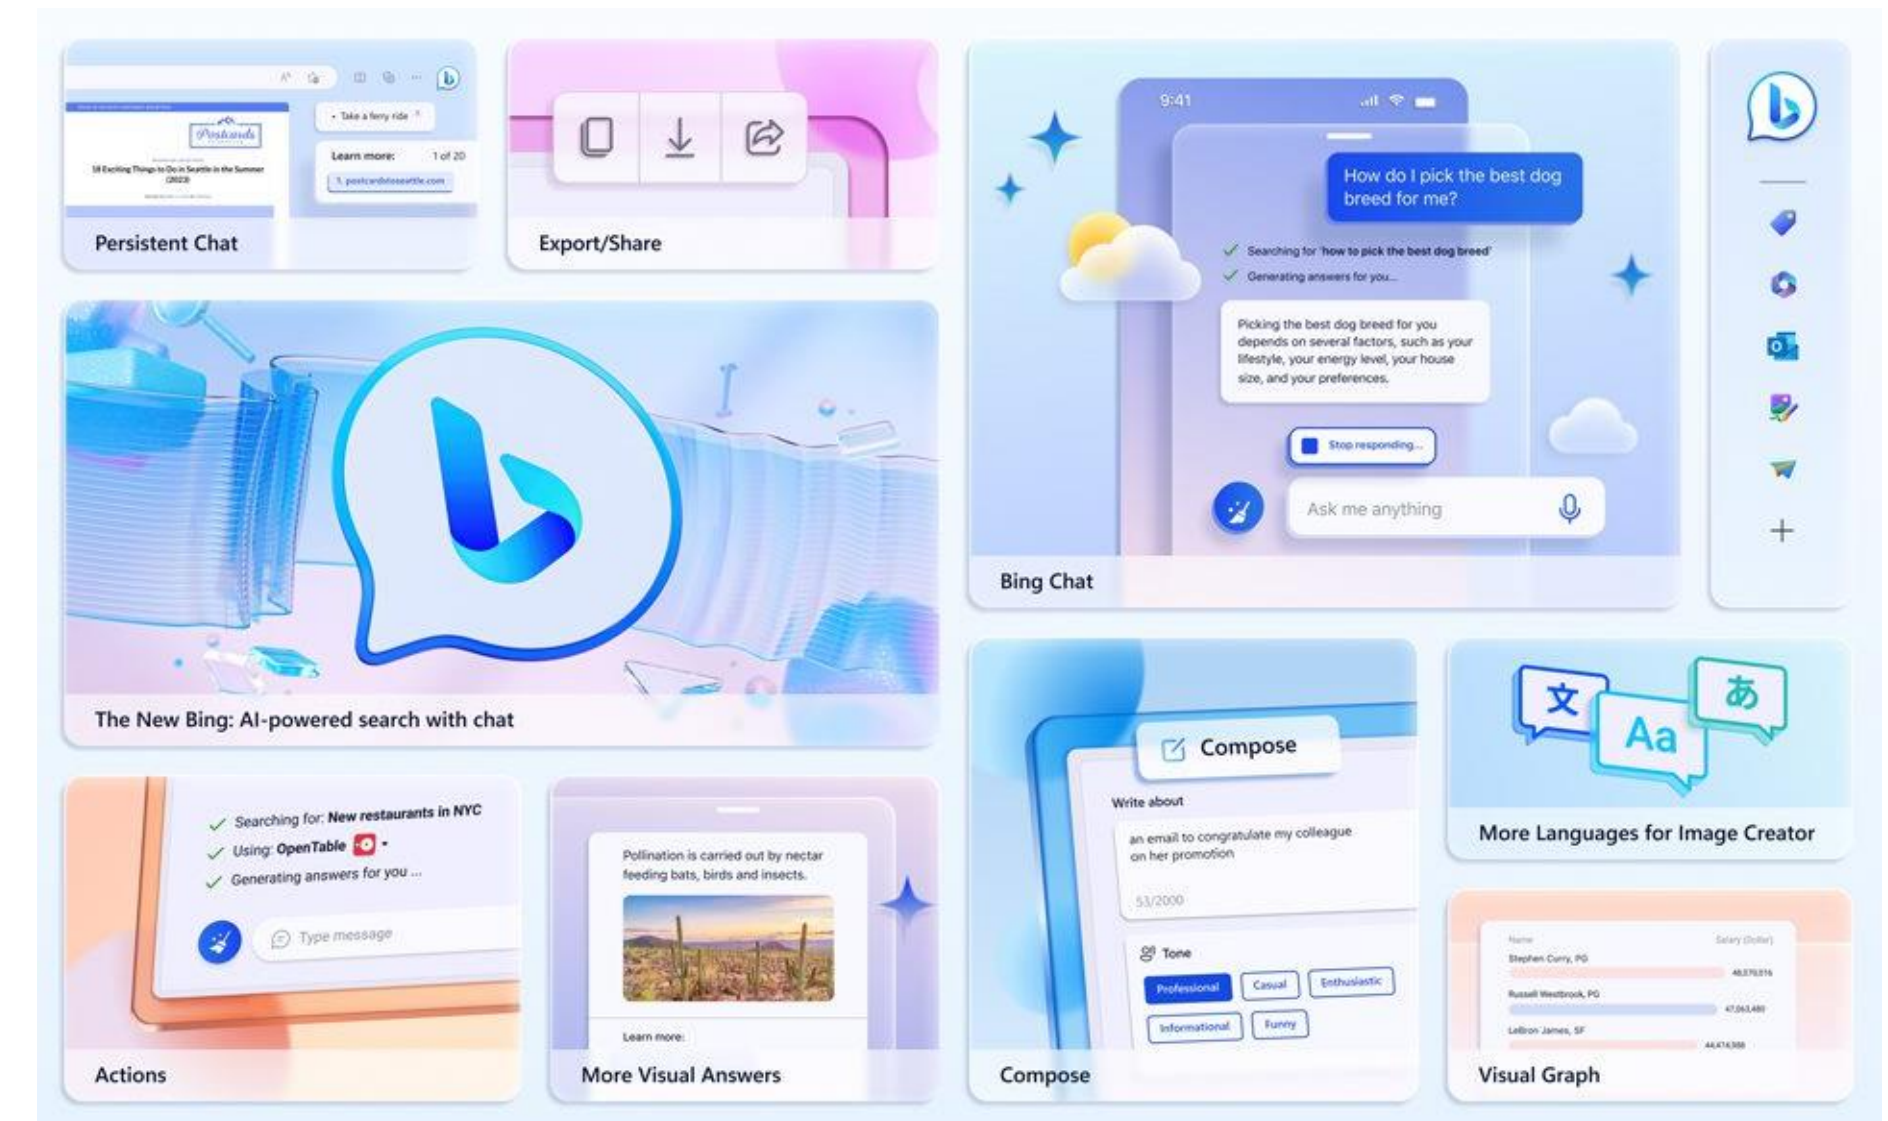 • Take a ferry ride
Learn more: 1 of 20
1. postcardstoseattle.com
Postcards
18 Exciting Things to Do in Seattle in the Summer
(2023)
Persistent Chat
Export/Share
The New Bing: AI-powered search with chat
9:41
How do I pick the best dog
breed for me?
Searching for 'how to pick the best dog breed'
Generating answers for you...
Picking the best dog breed for you
depends on several factors, such as your
lifestyle, your energy level, your house
size, and your preferences.
Stop responding...
Ask me anything
Bing Chat
Searching for: New restaurants in NYC
Using: OpenTable
Generating answers for you ...
Type message
Actions
Pollination is carried out by nectar
feeding bats, birds and insects.
Learn more:
More Visual Answers
Compose
Write about
an email to congratulate my colleague
on her promotion
53/2000
Tone
Professional Casual Enthusiastic
Informational Funny
Compose
文
Aa
あ
More Languages for Image Creator
Name Salary (Dollar)
Stephen Curry, PG
48,070,014
Russell Westbrook, PG
47,063,480
LeBron James, SF
Visual Graph